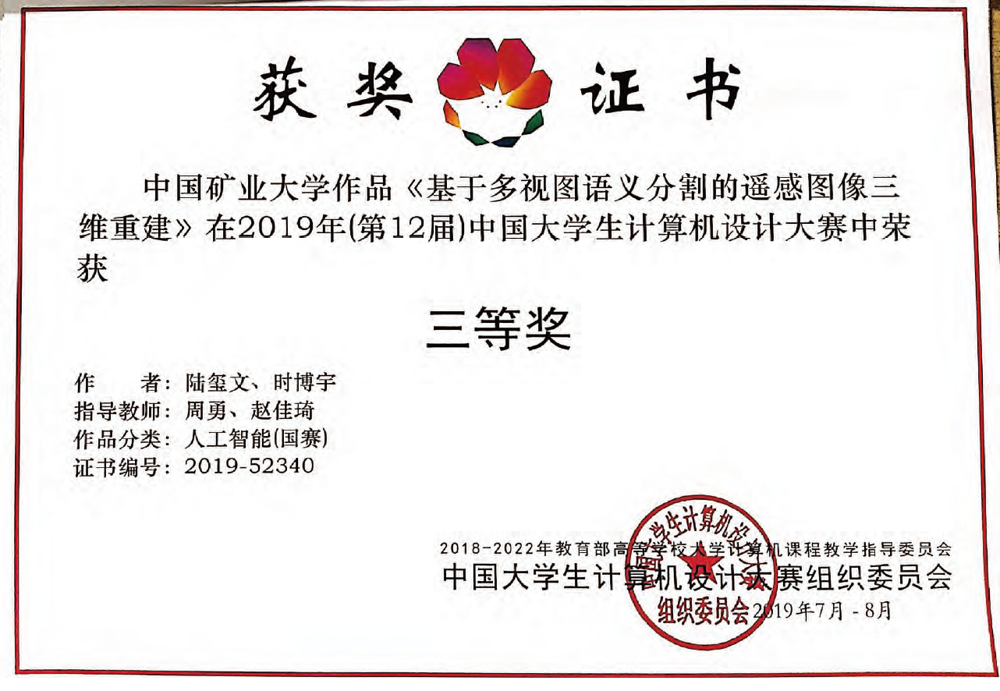 获奖证书
中国矿业大学作品《基于多视图语义分割的遥感图像三
维重建》在2019年(第12届)中国大学生计算机设计大赛中荣
获
三等奖
作 者：陆玺文、时博宇
指导教师：周勇、赵佳琦
作品分类：人工智能(国赛)
证书编号：2019-52340
2018-2022年教育部高等学校大学计算机课程教学指导委员会
中国大学生计算机设计大赛组织委员会
2019年7月 - 8月
中国大学生计算机设计大赛
组织委员会